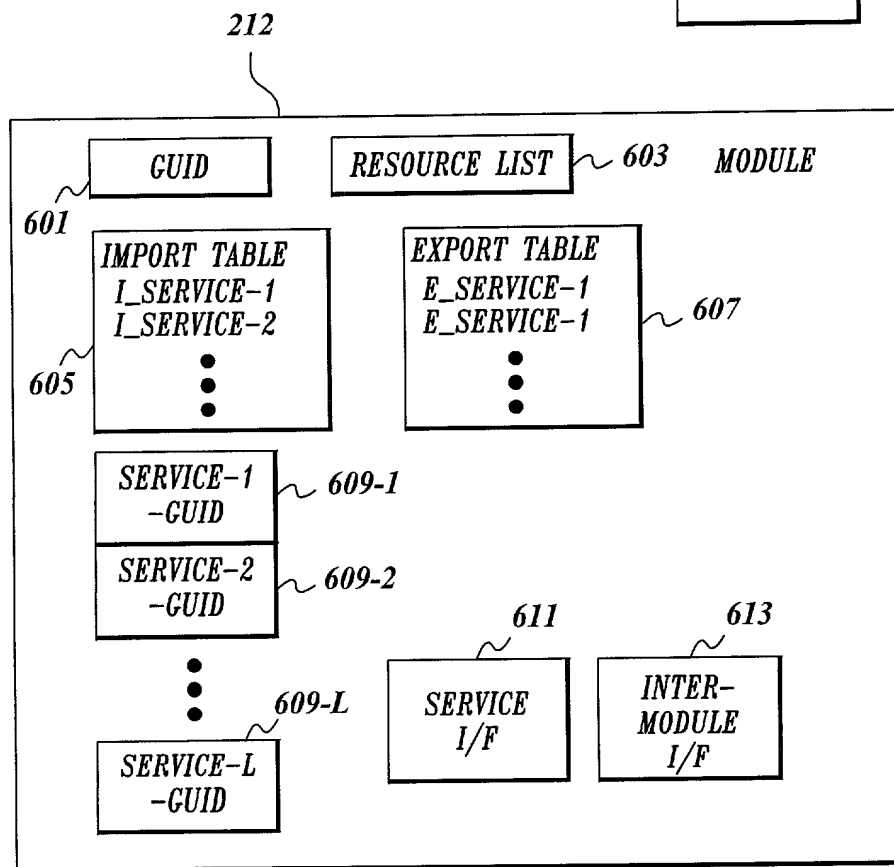 212
GUID
RESOURCE LIST
603
MODULE
601
IMPORT TABLE
I_SERVICE-1
I_SERVICE-2
605
EXPORT TABLE
E_SERVICE-1
E_SERVICE-1
607
SERVICE-1
-GUID
609-1
SERVICE-2
-GUID
609-2
609-L
SERVICE-L
-GUID
611
SERVICE
I/F
613
INTER-
MODULE
I/F